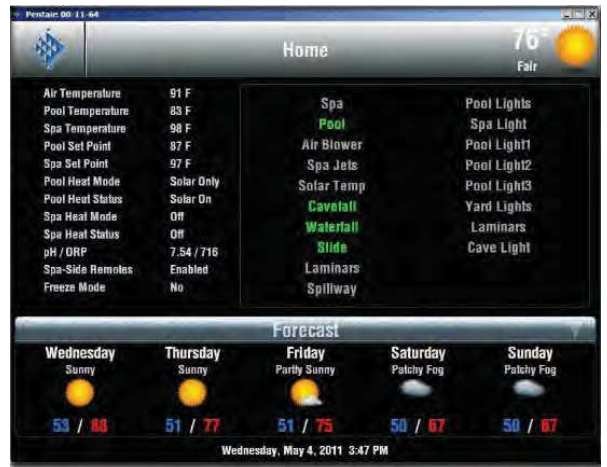 Pentair: 00-11-64
Home
76°
Fair
Air Temperature 91 F
Pool Temperature 83 F
Spa Temperature 98 F
Pool Set Point 87 F
Spa Set Point 97 F
Pool Heat Mode Solar Only
Pool Heat Status Solar On
Spa Heat Mode Off
Spa Heat Status Off
pH / ORP 7.54 / 716
Spa-Side Remotes Enabled
Freeze Mode No
Spa Pool Lights
Pool Spa Light
Air Blower Pool Light1
Spa Jets Pool Light2
Solar Temp Pool Light3
Cavefall Yard Lights
Waterfall Laminars
Slide Cave Light
Laminars
Spillway
Forecast
Wednesday Thursday Friday Saturday Sunday
Sunny Sunny Partly Sunny Patchy Fog Patchy Fog
53 / 88 51 / 77 51 / 75 50 / 67 50 / 67
Wednesday, May 4, 2011 3:47 PM